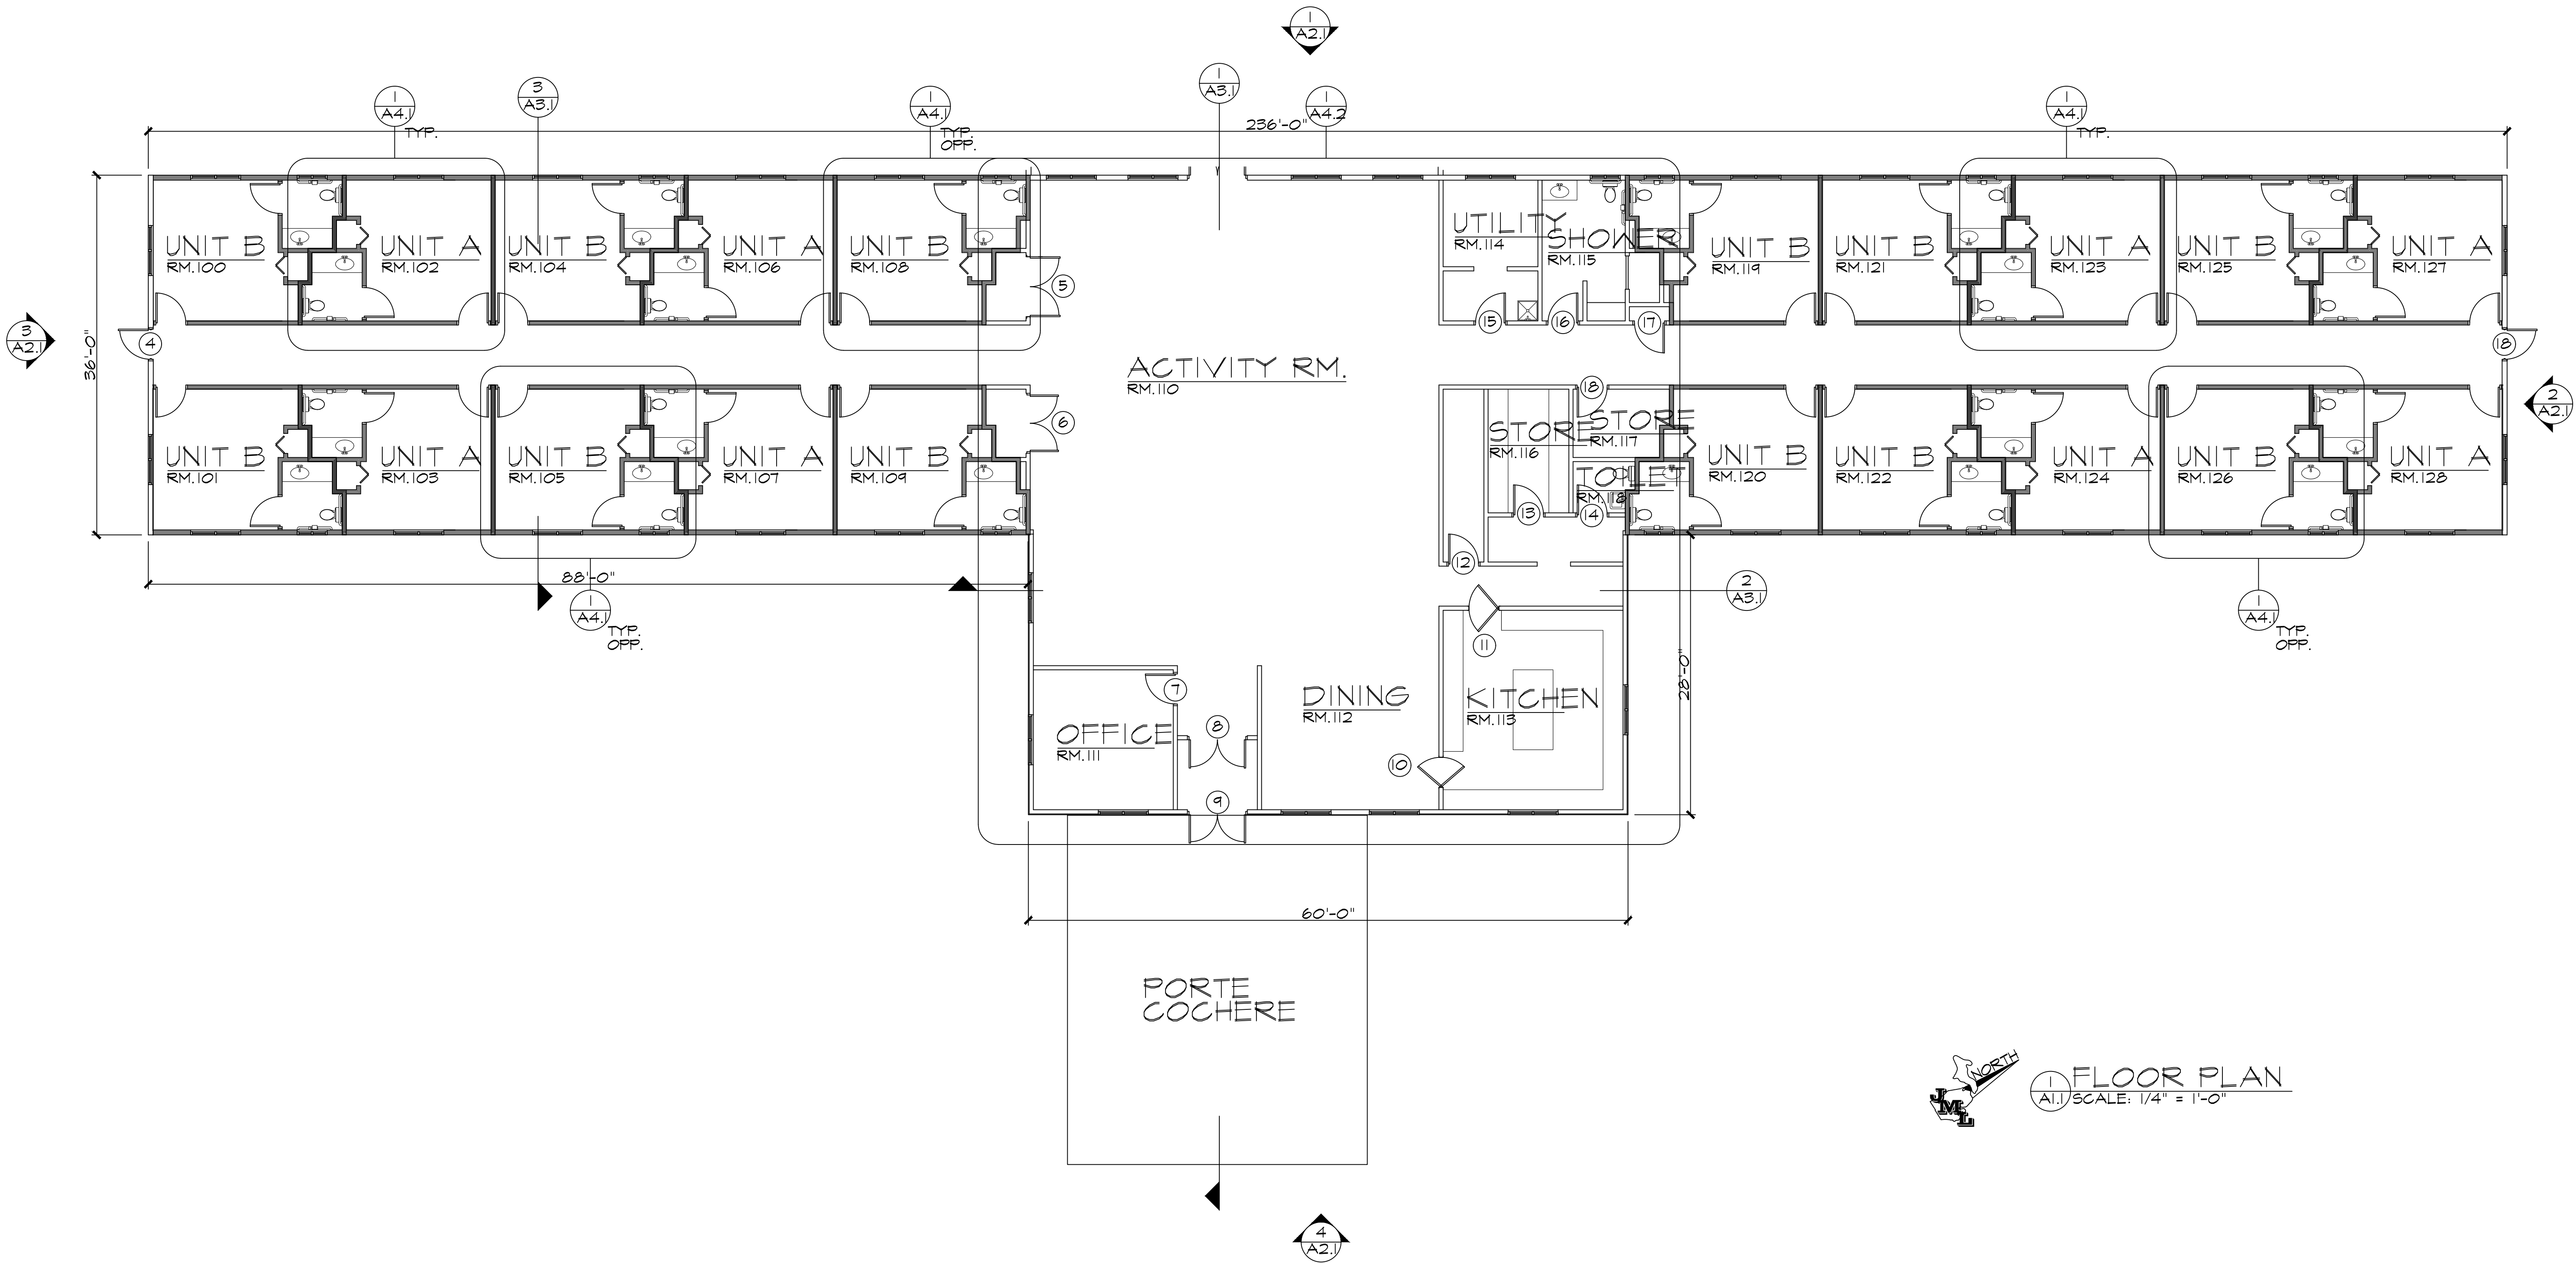 1
A2.1
1
A4.1
TYP.
3
A3.1
1
A4.1
TYP.
OPP.
1
A3.1
1
A4.2
1
A4.1
TYP.
236'-0"
UNIT B
RM.100
UNIT A
RM.102
UNIT B
RM.104
UNIT A
RM.106
UNIT B
RM.108
5
UTILITY
RM.114
SHOWER
RM.115
UNIT B
RM.119
UNIT B
RM.121
UNIT A
RM.123
UNIT B
RM.125
UNIT A
RM.127
15
16
17
3
A2.1
36'-0"
4
ACTIVITY RM.
RM.110
18
18
2
A2.1
6
UNIT B
RM.101
UNIT A
RM.103
UNIT B
RM.105
UNIT A
RM.107
UNIT B
RM.109
STORE
RM.116
STORE
RM.117
TOILET
RM.118
UNIT B
RM.120
UNIT B
RM.122
UNIT A
RM.124
UNIT B
RM.126
UNIT A
RM.128
13
14
12
88'-0"
1
A4.1
TYP.
OPP.
2
A3.1
1
A4.1
TYP.
OPP.
11
28'-0"
7
OFFICE
RM.111
8
DINING
RM.112
KITCHEN
RM.113
10
9
60'-0"
PORTE
COCHERE
NORTH
JML
1
A1.1
FLOOR PLAN
SCALE: 1/4" = 1'-0"
4
A2.1